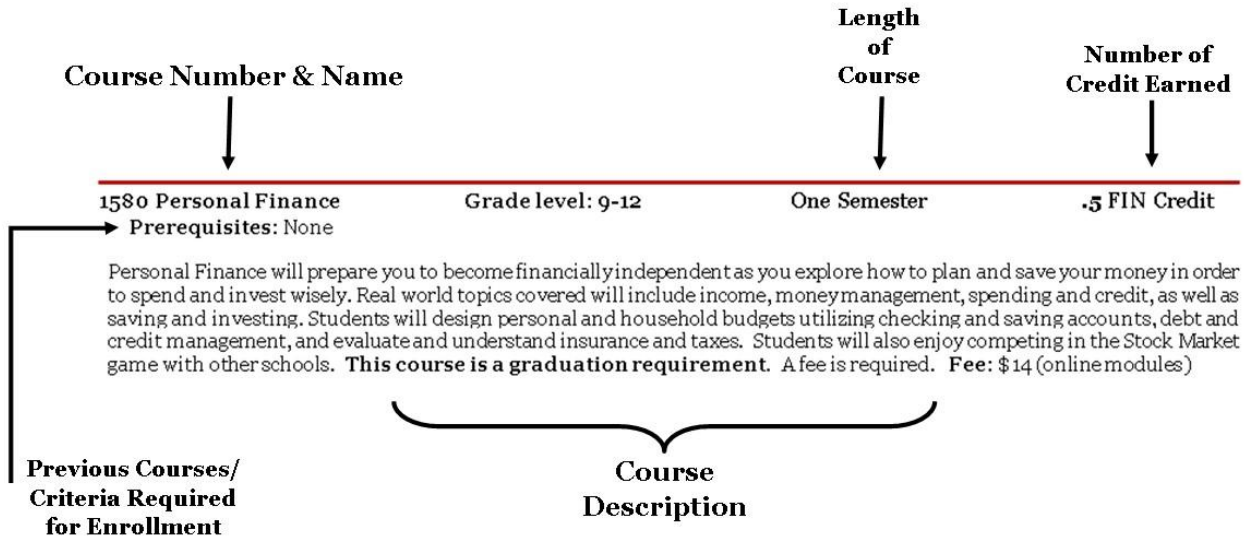 Length
of
Course
Number of
Credit Earned
Course Number & Name
1580 Personal Finance Grade level: 9-12 One Semester .5 FIN Credit
Prerequisites: None
Personal Finance will prepare you to become financially independent as you explore how to plan and save your money in order
to spend and invest wisely. Real world topics covered will include income, money management, spending and credit, as well as
saving and investing. Students will design personal and household budgets utilizing checking and saving accounts, debt and
credit management, and evaluate and understand insurance and taxes. Students will also enjoy competing in the Stock Market
game with other schools. This course is a graduation requirement. A fee is required. Fee: $14 (online modules)
Previous Courses/
Criteria Required
for Enrollment
Course
Description